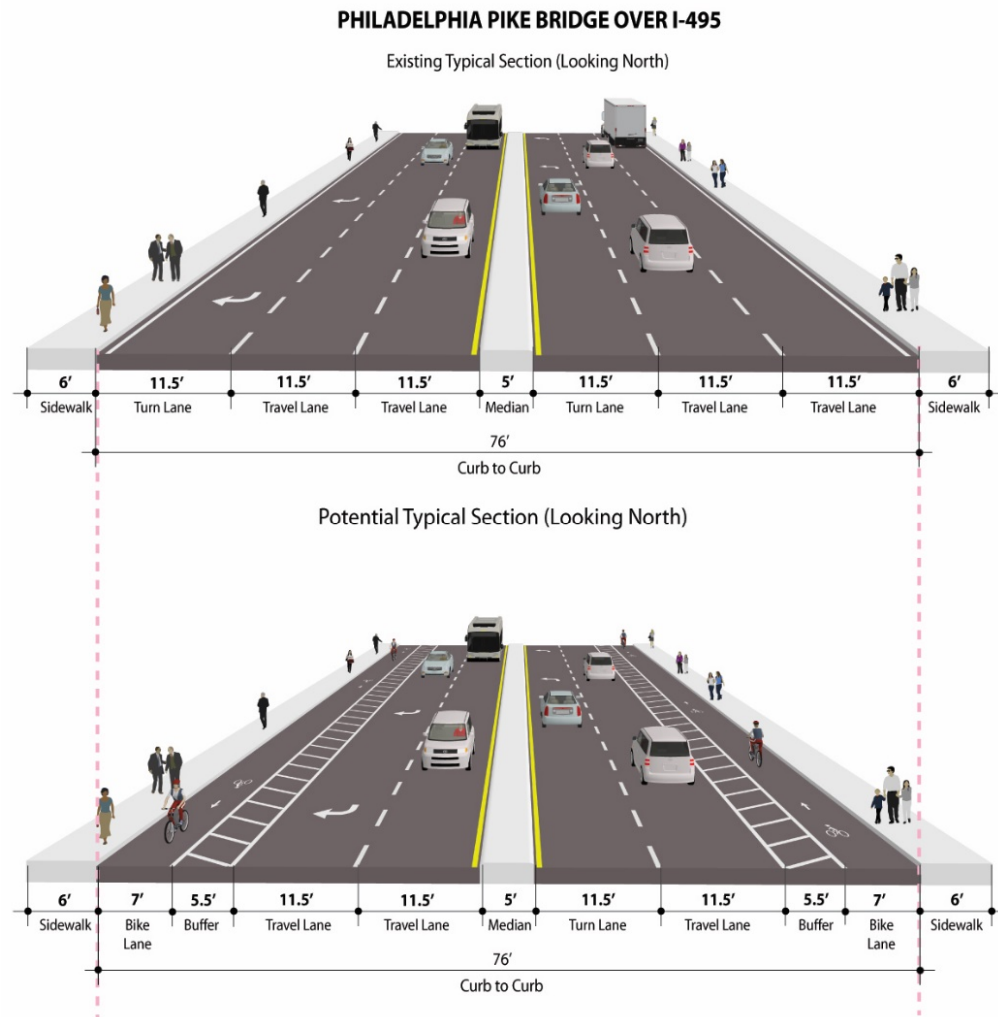 PHILADELPHIA PIKE BRIDGE OVER I-495
Existing Typical Section (Looking North)
6’ 11.5’ 11.5’ 11.5’ 5’ 11.5’ 11.5’ 11.5’ 6’
Sidewalk Turn Lane Travel Lane Travel Lane Median Turn Lane Travel Lane Travel Lane Sidewalk
76’
Curb to Curb
Potential Typical Section (Looking North)
6’ 7’ 5.5’ 11.5’ 11.5’ 5’ 11.5’ 11.5’ 5.5’ 7’ 6’
Sidewalk Bike Buffer Travel Lane Travel Lane Median Turn Lane Travel Lane Buffer Bike Sidewalk
Lane Lane
76’
Curb to Curb